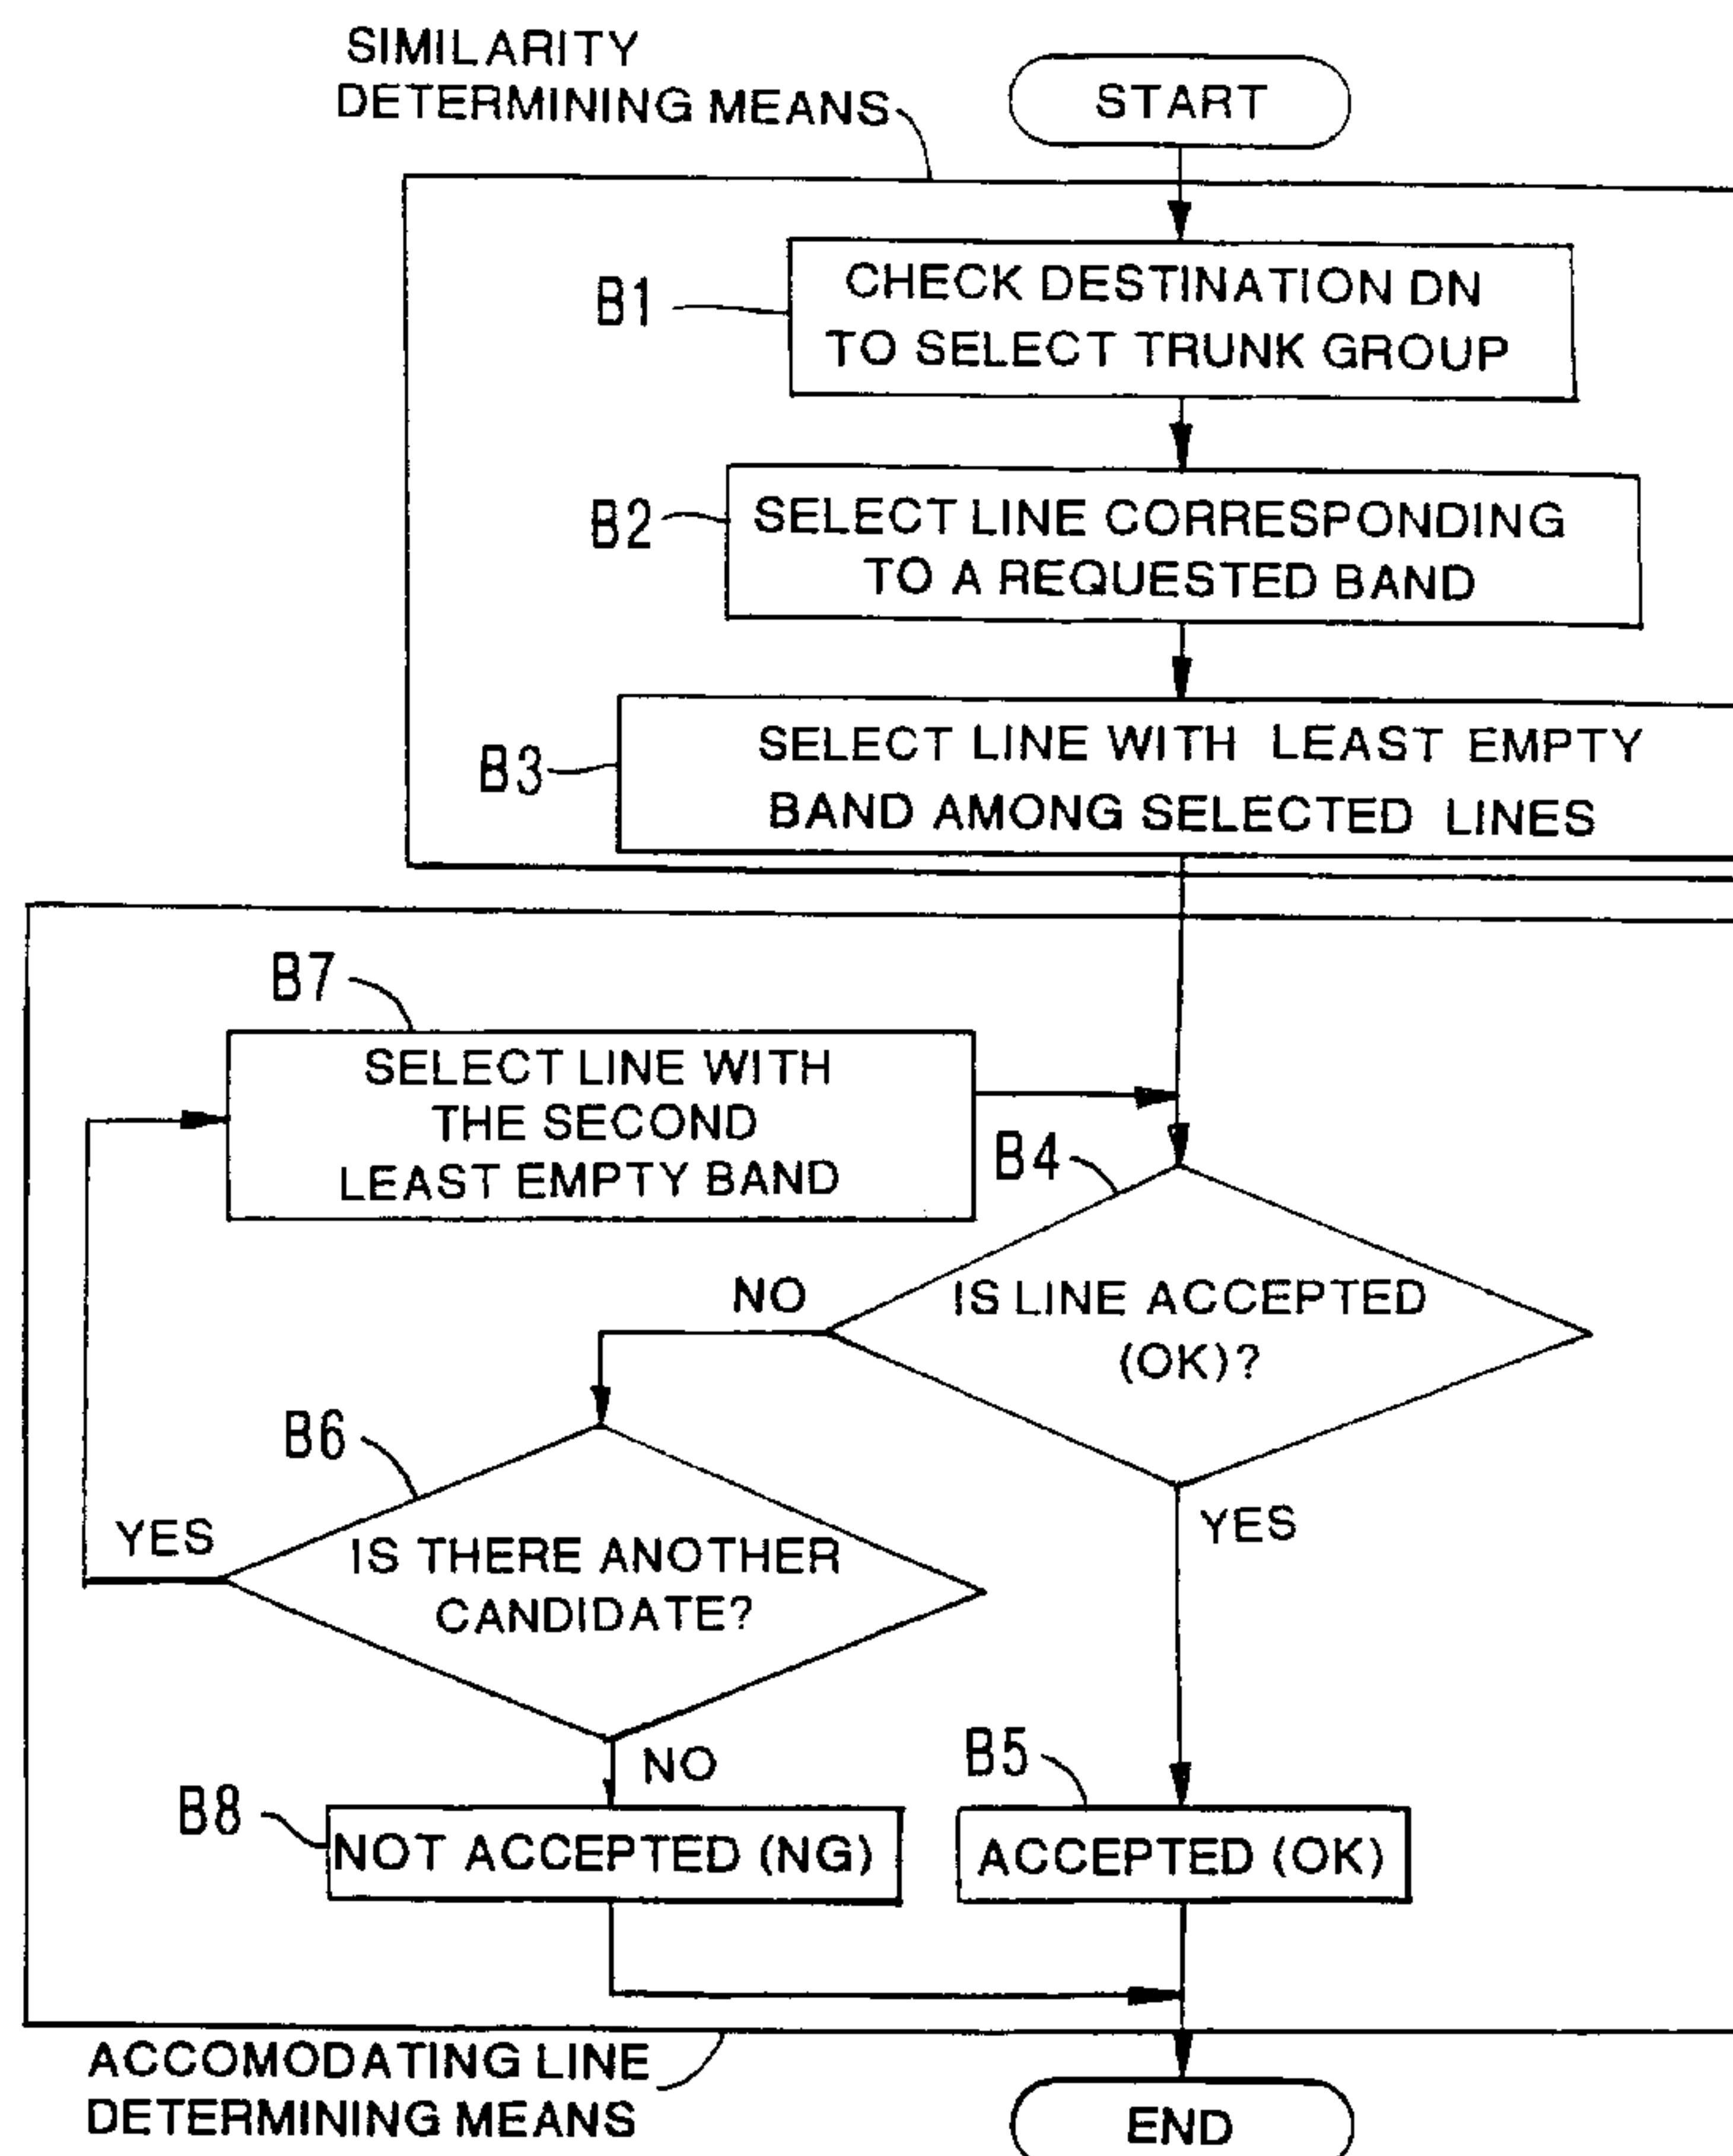 SIMILARITY
DETERMINING MEANS
START
B1
CHECK DESTINATION DN
TO SELECT TRUNK GROUP
B2
SELECT LINE CORRESPONDING
TO A REQUESTED BAND
B3
SELECT LINE WITH LEAST EMPTY
BAND AMONG SELECTED LINES
B7
SELECT LINE WITH
THE SECOND
LEAST EMPTY BAND
B4
IS LINE ACCEPTED
(OK)?
NO
YES
B6
IS THERE ANOTHER
CANDIDATE?
YES
NO
B8
NOT ACCEPTED (NG)
B5
ACCEPTED (OK)
ACCOMODATING LINE
DETERMINING MEANS
END